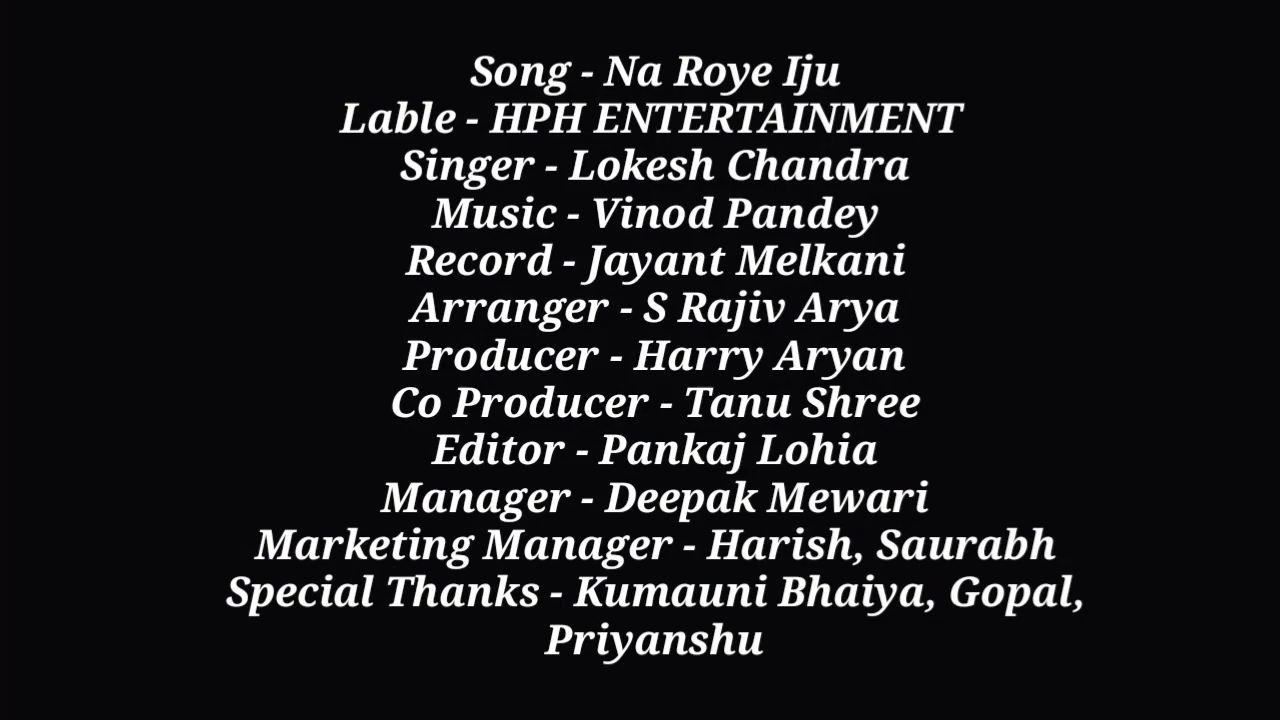 Song - Na Roye Iju
Lable - HPH ENTERTAINMENT
Singer - Lokesh Chandra
Music - Vinod Pandey
Record - Jayant Melkani
Arranger - S Rajiv Arya
Producer - Harry Aryan
Co Producer - Tanu Shree
Editor - Pankaj Lohia
Manager - Deepak Mewari
Marketing Manager - Harish, Saurabh
Special Thanks - Kumauni Bhaiya, Gopal,
Priyanshu